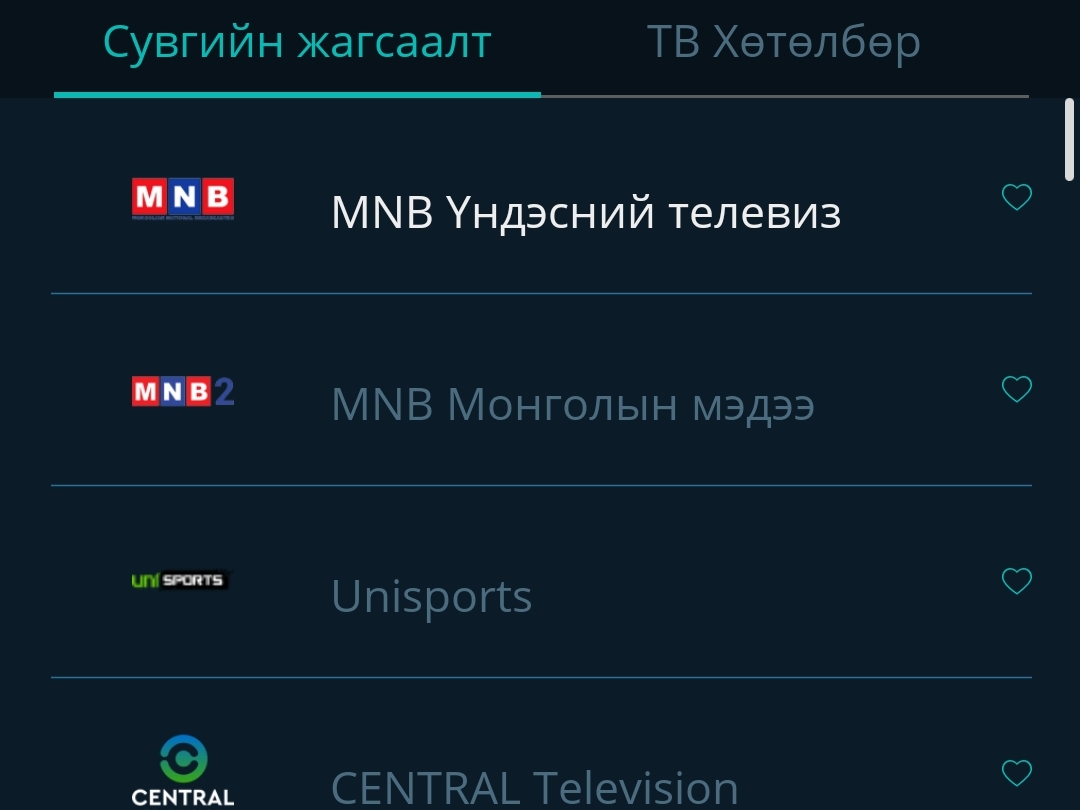 Сувгийн жагсаалт
ТВ Хөтөлбөр
MNB
MNB Үндэсний телевиз
MNB2
MNB Монголын мэдээ
uni SPORTS
Unisports
CENTRAL
CENTRAL Television